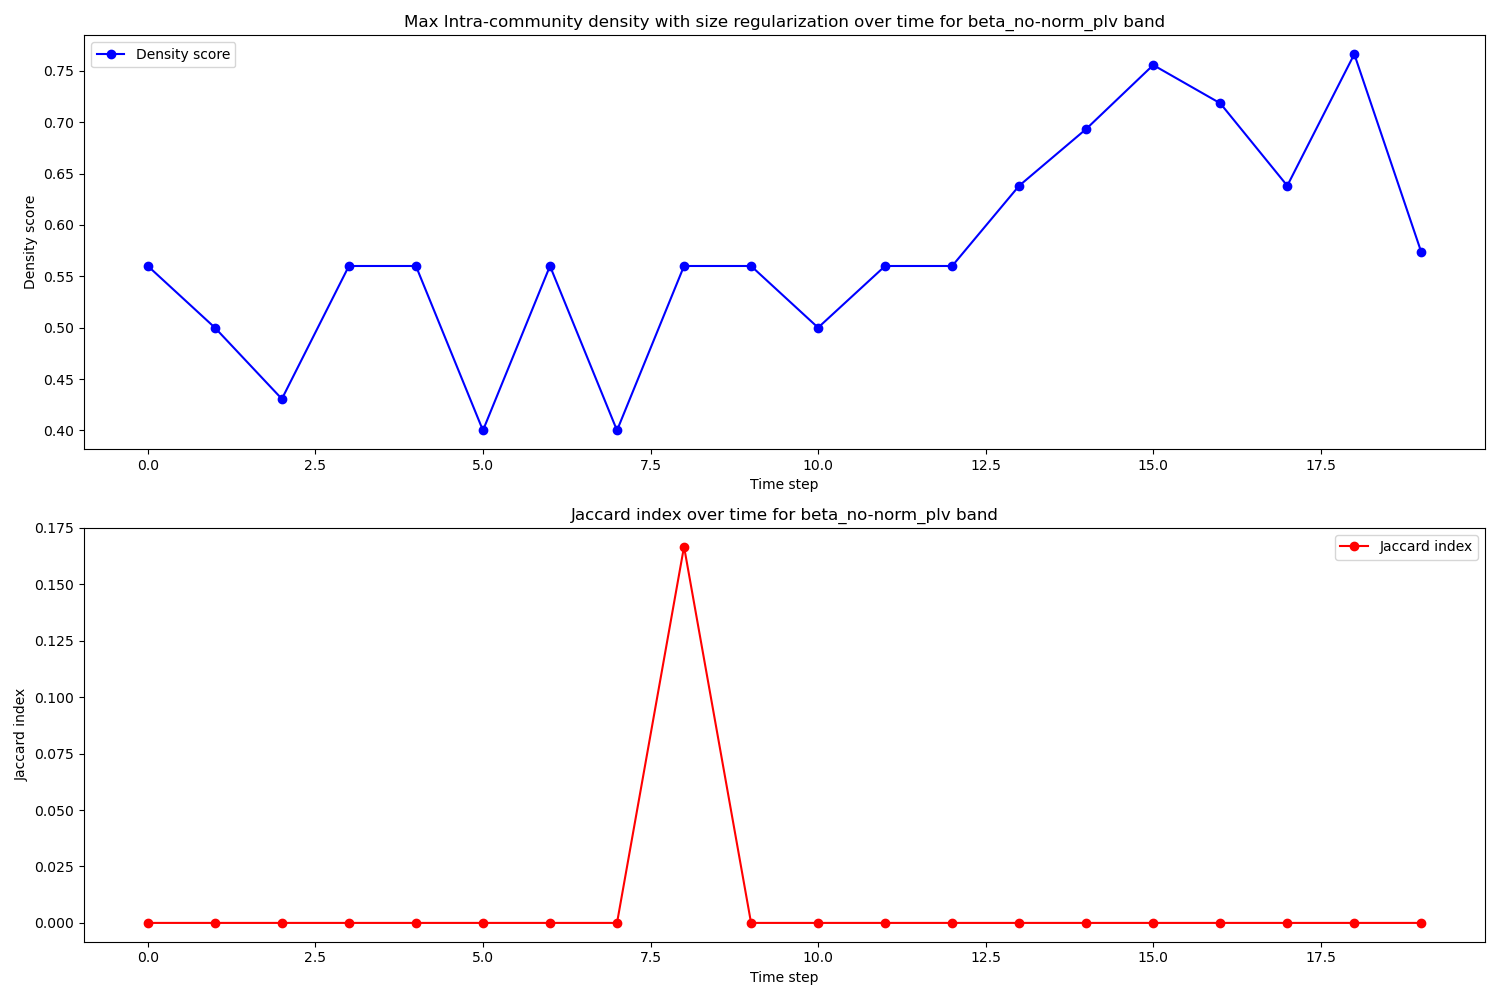 Max Intra-community density with size regularization over time for beta_no-norm_plv band
Density score
Density score
0.75
0.70
0.65
0.60
0.55
0.50
0.45
0.40
0.0 2.5 5.0 7.5 10.0 12.5 15.0 17.5
Time step
Jaccard index over time for beta_no-norm_plv band
Jaccard index
Jaccard index
0.175
0.150
0.125
0.100
0.075
0.050
0.025
0.000
0.0 2.5 5.0 7.5 10.0 12.5 15.0 17.5
Time step